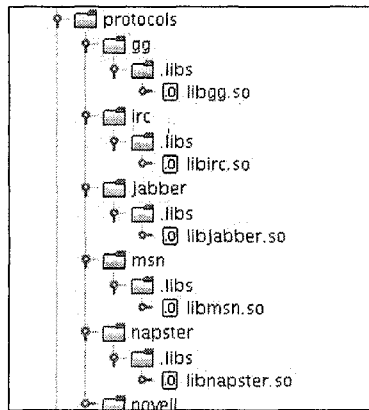 protocols
gg
.libs
libgg.so
irc
.libs
libirc.so
jabber
.libs
libjabber.so
msn
.libs
libmsn.so
napster
.libs
libnapster.so
novell